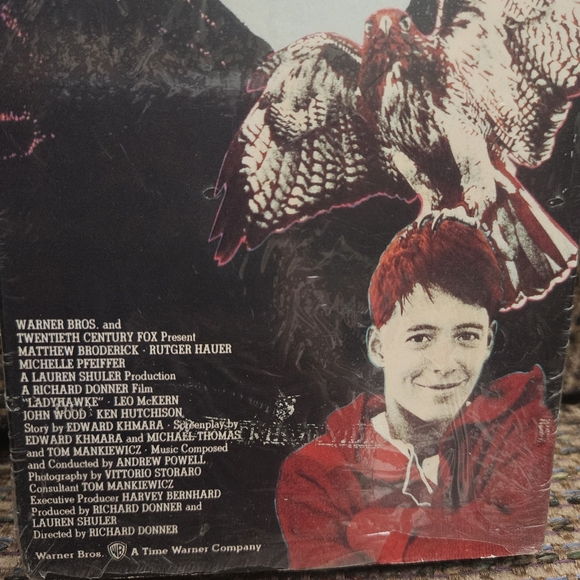 WARNER BROS. and
TWENTIETH CENTURY FOX Present
MATTHEW BRODERICK · RUTGER HAUER
MICHELLE PFEIFFER
A LAUREN SHULER Production
A RICHARD DONNER Film
"LADYHAWKE" · LEO McKERN
JOHN WOOD · KEN HUTCHISON
Story by EDWARD KHMARA · Screenplay by
EDWARD KHMARA and MICHAEL THOMAS
and TOM MANKIEWICZ · Music Composed
and Conducted by ANDREW POWELL
Photography by VITTORIO STORARO
Consultant TOM MANKIEWICZ
Executive Producer HARVEY BERNHARD
Produced by RICHARD DONNER and
LAUREN SHULER
Directed by RICHARD DONNER
Warner Bros. WB A Time Warner Company